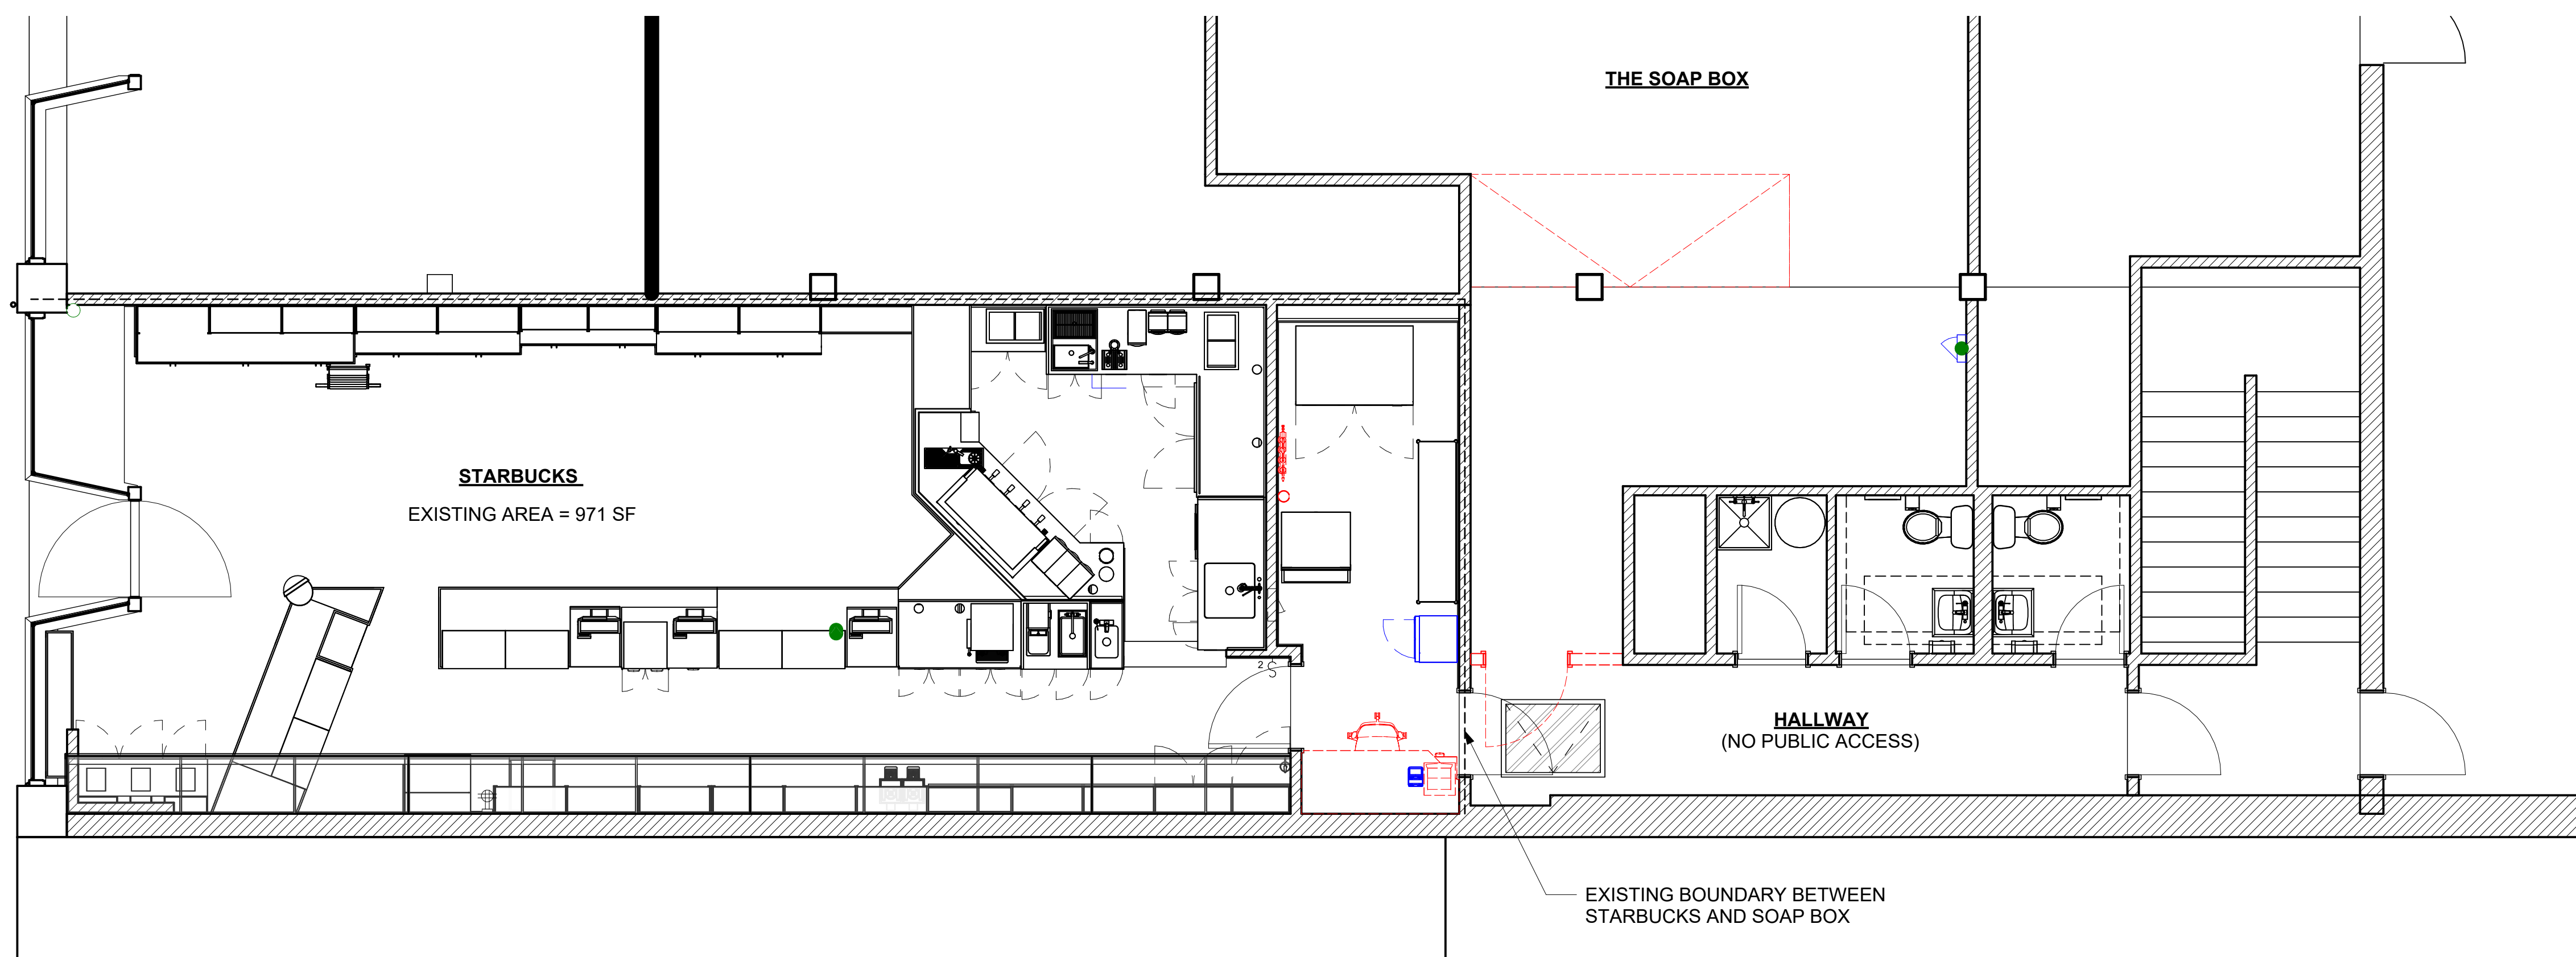 THE SOAP BOX
STARBUCKS
EXISTING AREA = 971 SF
2
S
HALLWAY
(NO PUBLIC ACCESS)
EXISTING BOUNDARY BETWEEN
STARBUCKS AND SOAP BOX